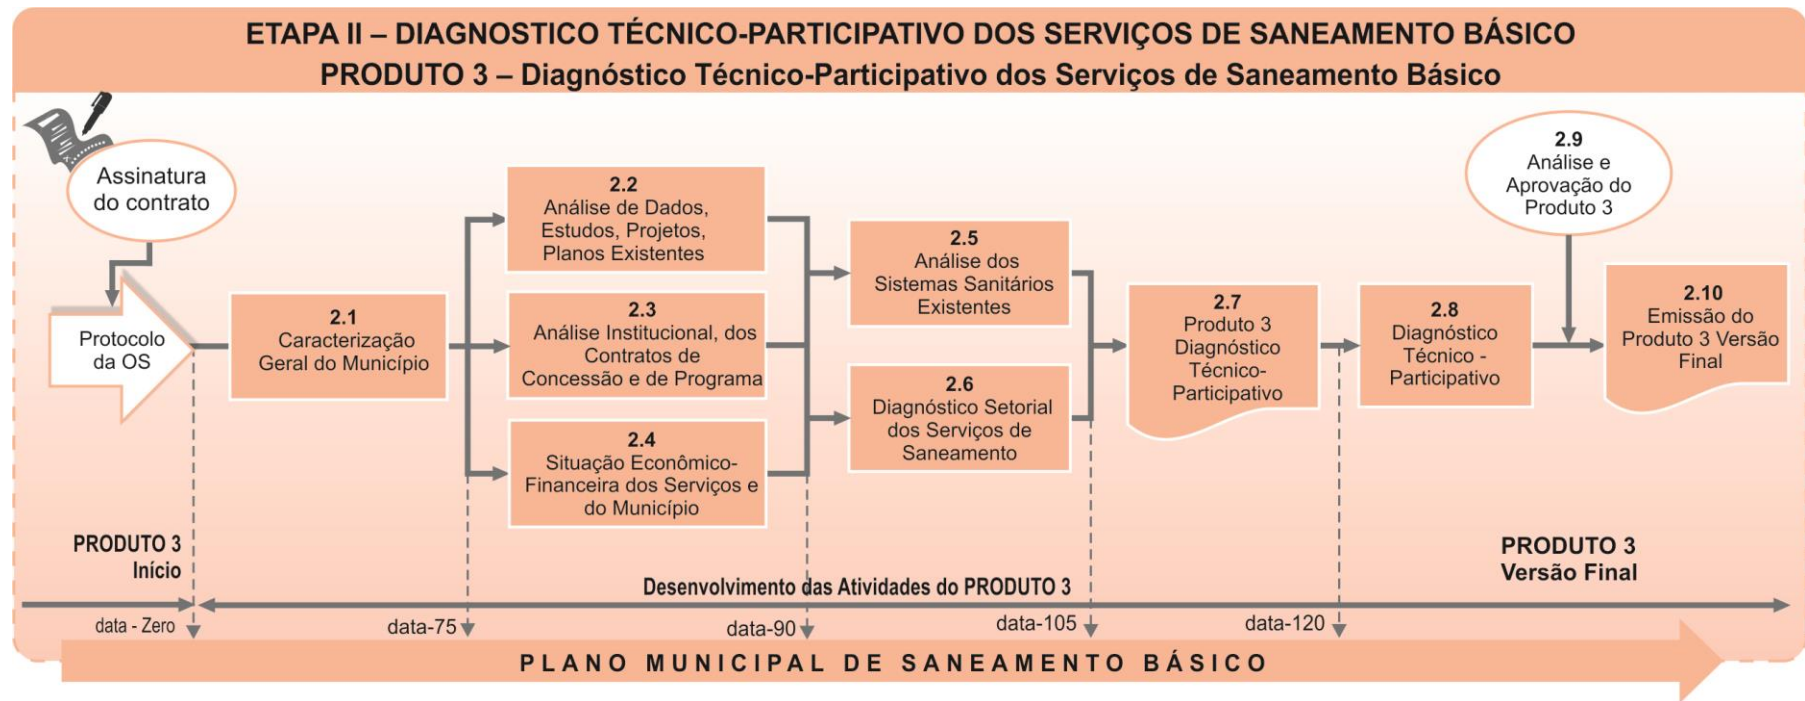 ETAPA II – DIAGNOSTICO TÉCNICO-PARTICIPATIVO DOS SERVIÇOS DE SANEAMENTO BÁSICO
PRODUTO 3 – Diagnóstico Técnico-Participativo dos Serviços de Saneamento Básico
Assinatura
do contrato
Protocolo
da OS
2.1
Caracterização
Geral do Município
2.2
Análise de Dados,
Estudos, Projetos,
Planos Existentes
2.3
Análise Institucional, dos
Contratos de
Concessão e de Programa
2.4
Situação Econômico-
Financeira dos Serviços e
do Município
2.5
Análise dos
Sistemas Sanitários
Existentes
2.6
Diagnóstico Setorial
dos Serviços de
Saneamento
2.7
Produto 3
Diagnóstico
Técnico-
Participativo
2.8
Diagnóstico
Técnico -
Participativo
2.9
Análise e
Aprovação do
Produto 3
2.10
Emissão do
Produto 3 Versão
Final
PRODUTO 3
Início
Desenvolvimento das Atividades do PRODUTO 3
PRODUTO 3
Versão Final
data - Zero
data-75
data-90
data-105
data-120
PLANO MUNICIPAL DE SANEAMENTO BÁSICO